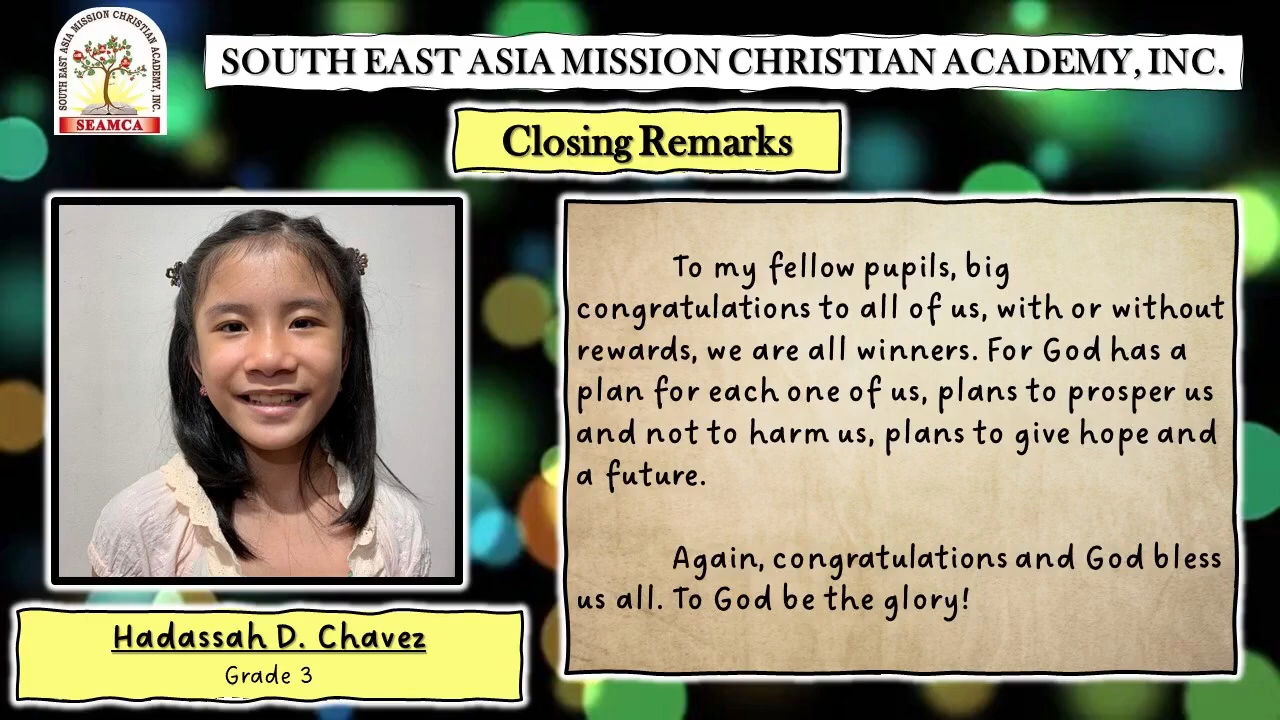 SOUTH EAST ASIA MISSION CHRISTIAN ACADEMY, INC.
SEAMCA
SOUTH EAST ASIA MISSION CHRISTIAN ACADEMY, INC.
Closing Remarks
To my fellow pupils, big
congratulations to all of us, with or without
rewards, we are all winners. For God has a
plan for each one of us, plans to prosper us
and not to harm us, plans to give hope and
a future.
Again, congratulations and God bless
us all. To God be the glory!
Hadassah D. Chavez
Grade 3